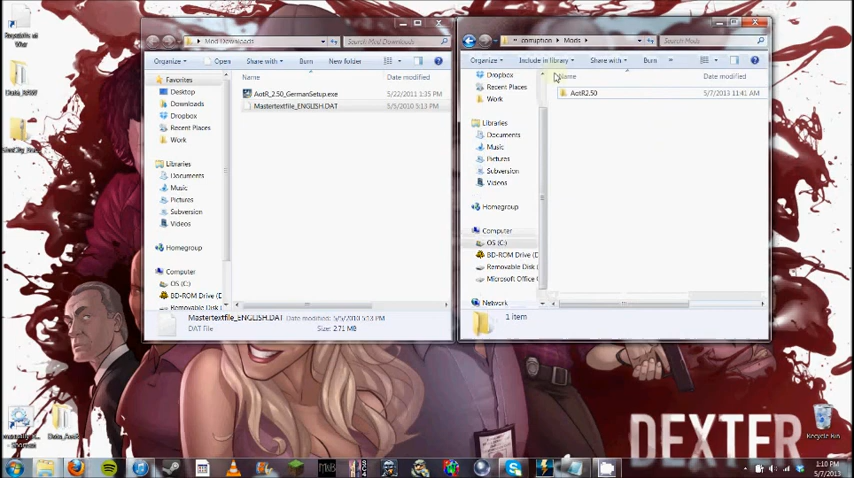 Mod Downloads
Search Mod Downloads
Organize
Open
Share with
Burn
New folder
Name
Date modified
Favorites
Desktop
Downloads
Dropbox
Recent Places
Work
Libraries
Documents
Music
Pictures
Subversion
Videos
Homegroup
Computer
OS (C:)
BD-ROM Drive (
Removable Disk (
AotR_2.50_GermanSetup.exe
5/22/2011 1:35 PM
Mastertextfile_ENGLISH.DAT
5/5/2010 5:13 PM
Mastertextfile_ENGLISH.DAT Date modified: 5/5/2010 5:13 PM
DAT File
Size: 2.71 MB
corruption
Mods
Search Mods
Organize
Include in library
Share with
Burn
Name
Date modified
Dropbox
Recent Places
Work
Libraries
Documents
Music
Pictures
Subversion
Videos
Homegroup
Computer
OS (C:)
BD-ROM Drive (
Removable Disk (
Microsoft Office
Network
AotR2.50
5/7/2013 11:41 AM
1 item
DEXTER
Recycle Bin
1:10 PM
5/7/2013